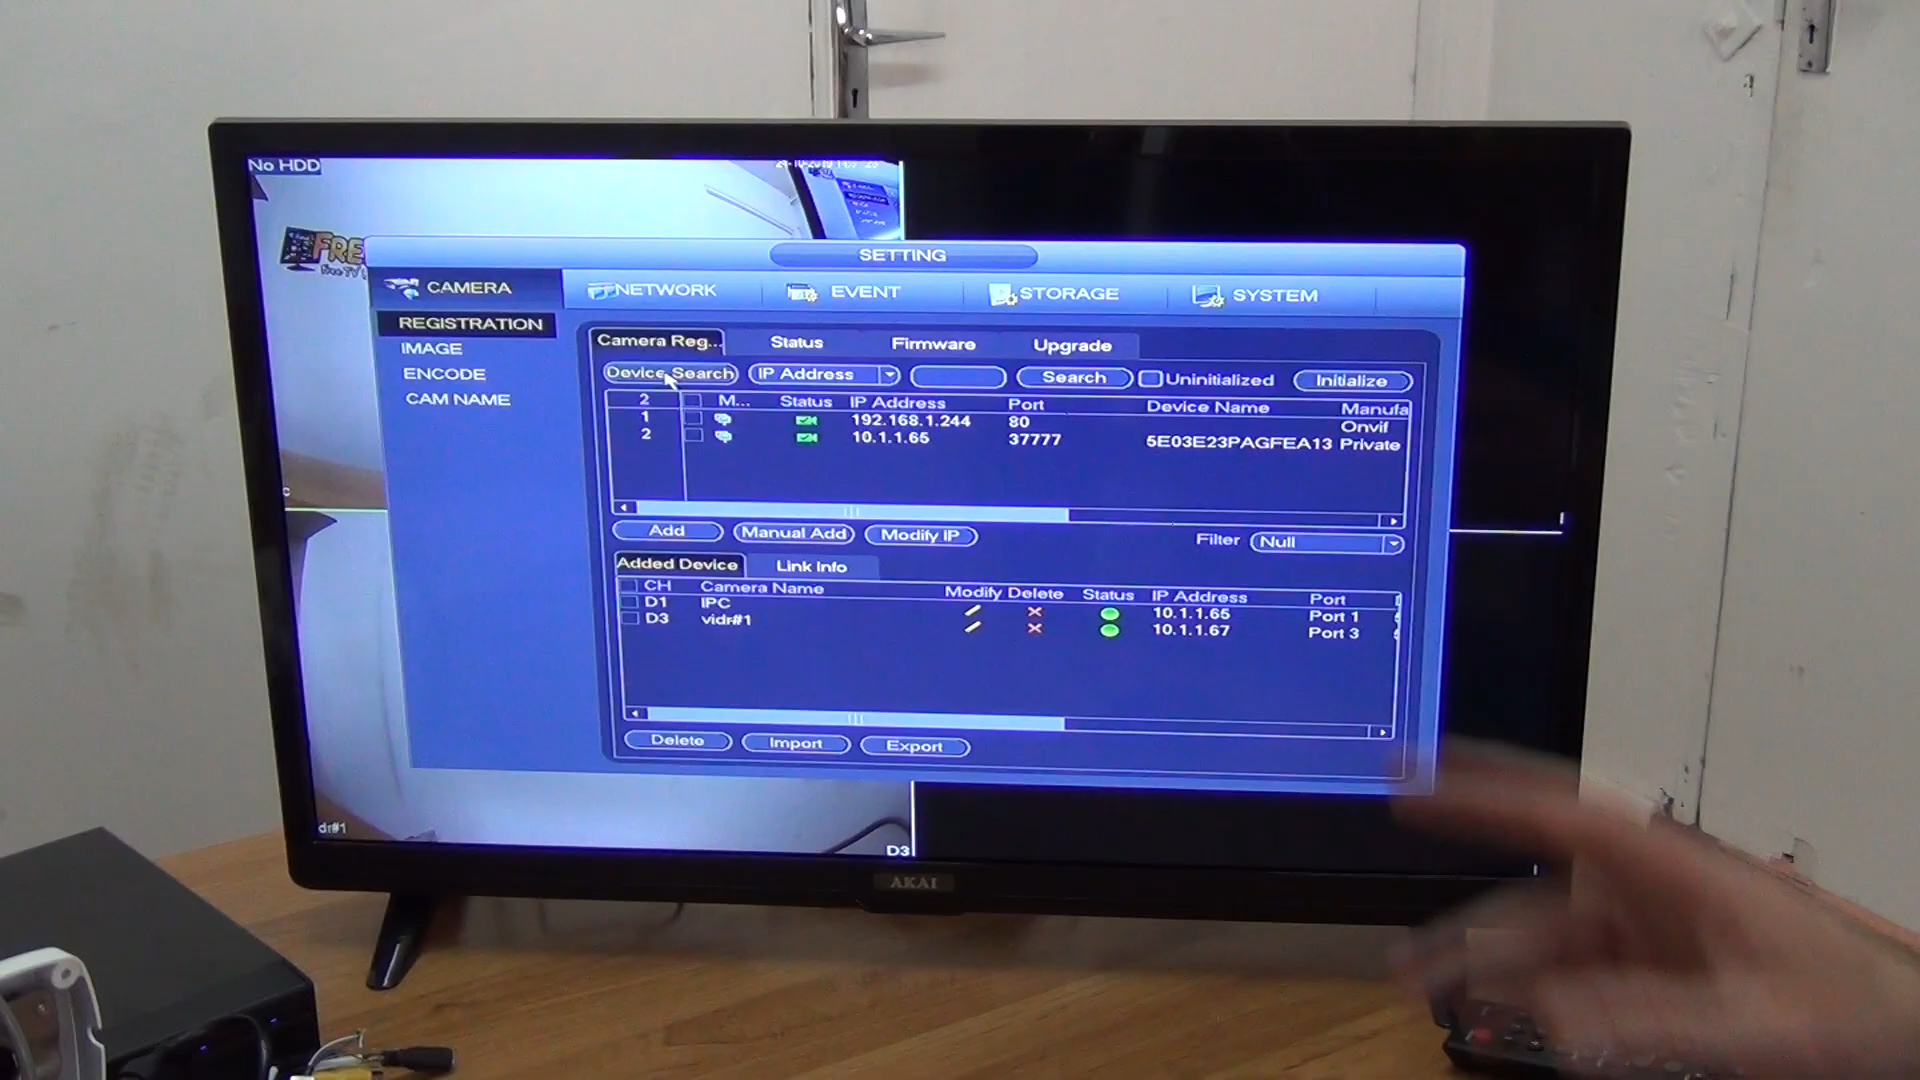 No HDD
SETTING
CAMERA
NETWORK
EVENT
STORAGE
SYSTEM
REGISTRATION
IMAGE
ENCODE
CAM NAME
Camera Reg...
Status
Firmware
Upgrade
Device Search
IP Address
Search
Uninitialized
Initialize
2 M... Status IP Address Port Device Name Manufa
1 192.168.1.244 80 Onvif
2 10.1.1.65 37777 5E03E23PAGFEA13 Private
Add
Manual Add
Modify IP
Filter
Null
Added Device
Link Info
CH Camera Name Modify Delete Status IP Address Port
D1 IPC 10.1.1.65 Port 1
D3 vidr#1 10.1.1.67 Port 3
Delete
Import
Export
dr#1
D3
AKAI